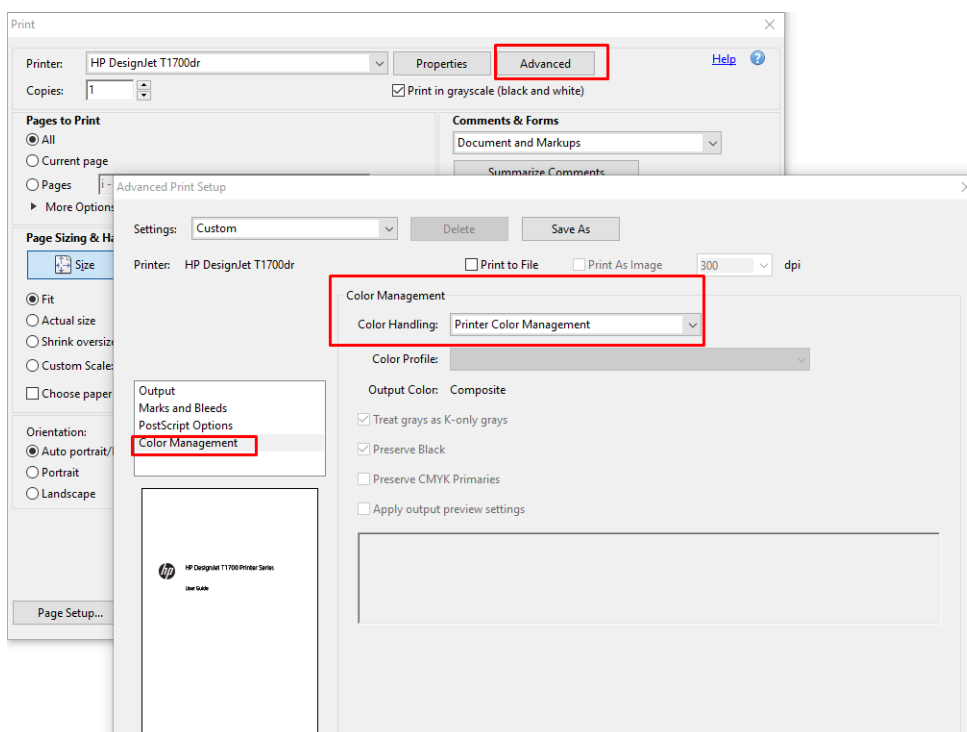 Print
Printer: HP DesignJet T1700dr Properties Advanced Help ?
Copies: 1 Print in grayscale (black and white)
Pages to Print
All
Current page
Pages
More Options
Comments & Forms
Document and Markups
Summarize Comments
Page Sizing & Ha
Size
Fit
Actual size
Shrink oversize
Custom Scale:
Choose paper
Orientation:
Auto portrait/
Portrait
Landscape
Page Setup...
Advanced Print Setup
Settings: Custom Delete Save As
Printer: HP DesignJet T1700dr Print to File Print As Image 300 dpi
Output
Marks and Bleeds
PostScript Options
Color Management
Color Management
Color Handling: Printer Color Management
Color Profile:
Output Color: Composite
Treat grays as K-only grays
Preserve Black
Preserve CMYK Primaries
Apply output preview settings
hp HP DesignJet T1700 Printer Series
User Guide